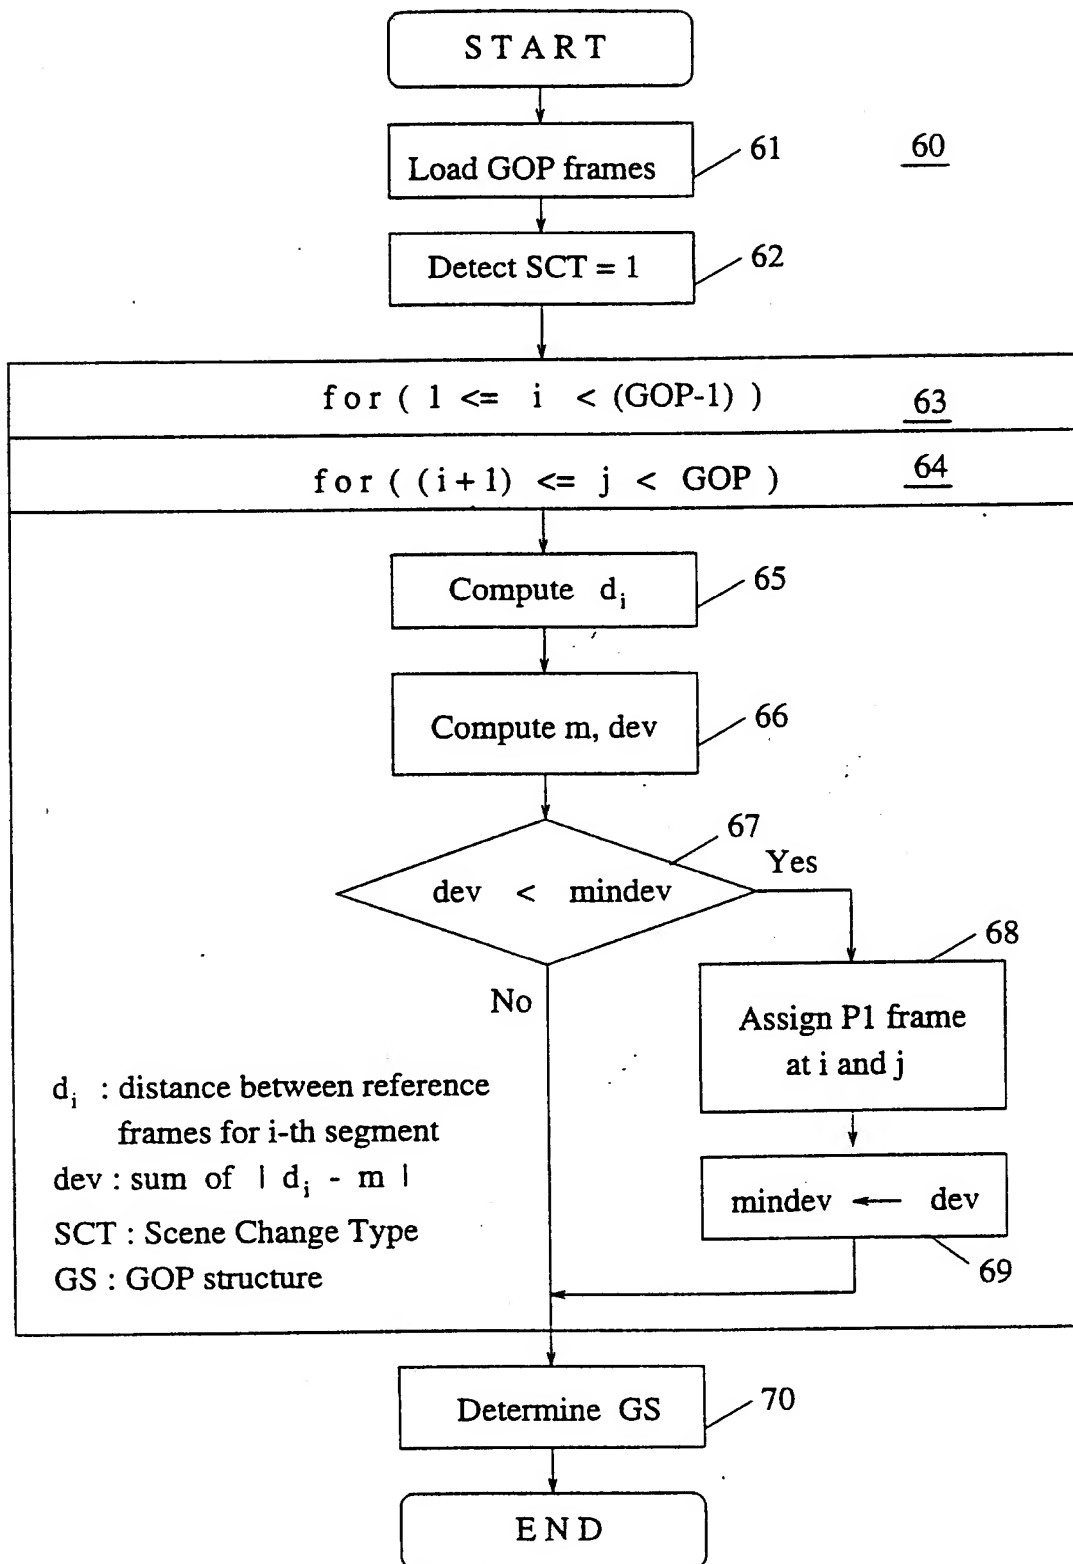 START
Load GOP frames
61
60
Detect SCT = 1
62
for ( 1 <= i < (GOP-1) )
63
for ( (i+1) <= j < GOP )
64
Compute di
65
Compute m, dev
66
67
dev < mindev
Yes
No
68
Assign P1 frame
at i and j
mindev ← dev
69
di : distance between reference
frames for i-th segment
dev : sum of | di - m |
SCT : Scene Change Type
GS : GOP structure
Determine GS
70
END